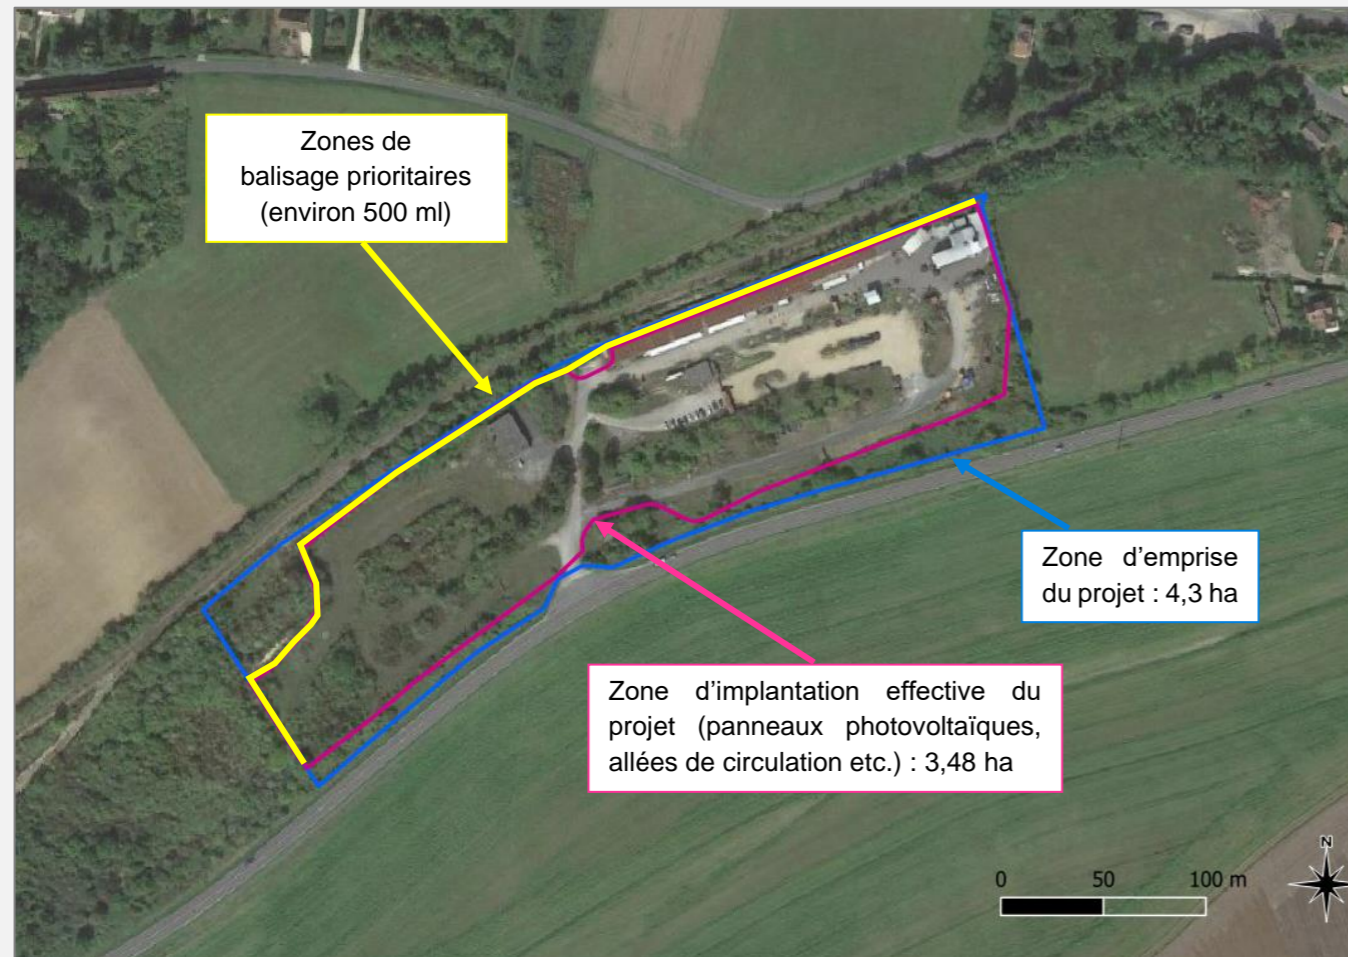 Zones de
balisage prioritaires
(environ 500 ml)
Zone d'emprise
du projet : 4,3 ha
Zone d'implantation effective du
projet (panneaux photovoltaïques,
allées de circulation etc.) : 3,48 ha
0 50 100 m
N